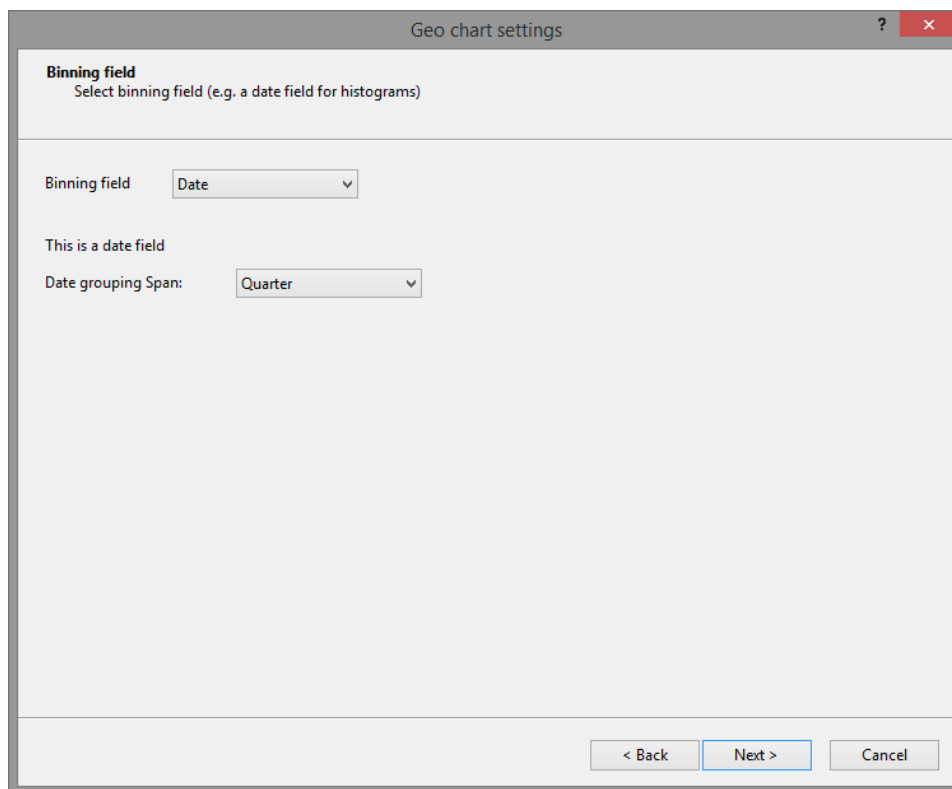 Geo chart settings
?
Binning field
Select binning field (e.g. a date field for histograms)
Binning field Date
This is a date field
Date grouping Span: Quarter
< Back Next > Cancel